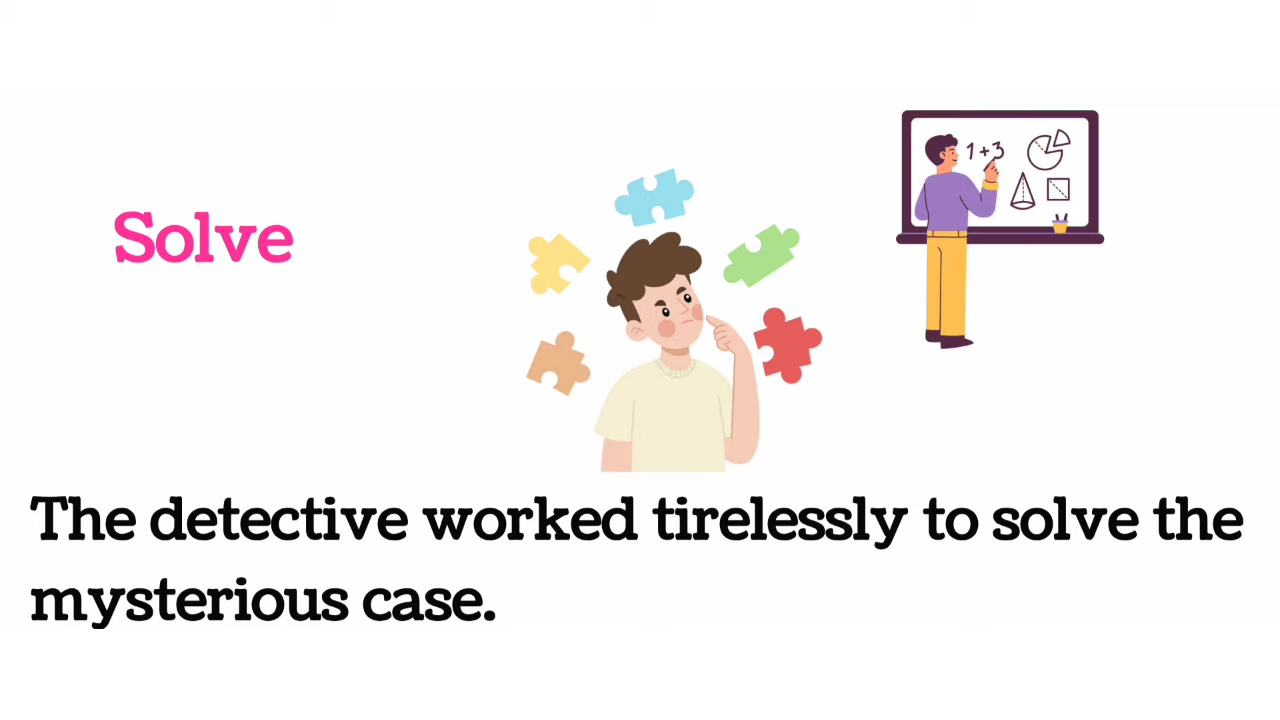 Solve
1+3
The detective worked tirelessly to solve the
mysterious case.